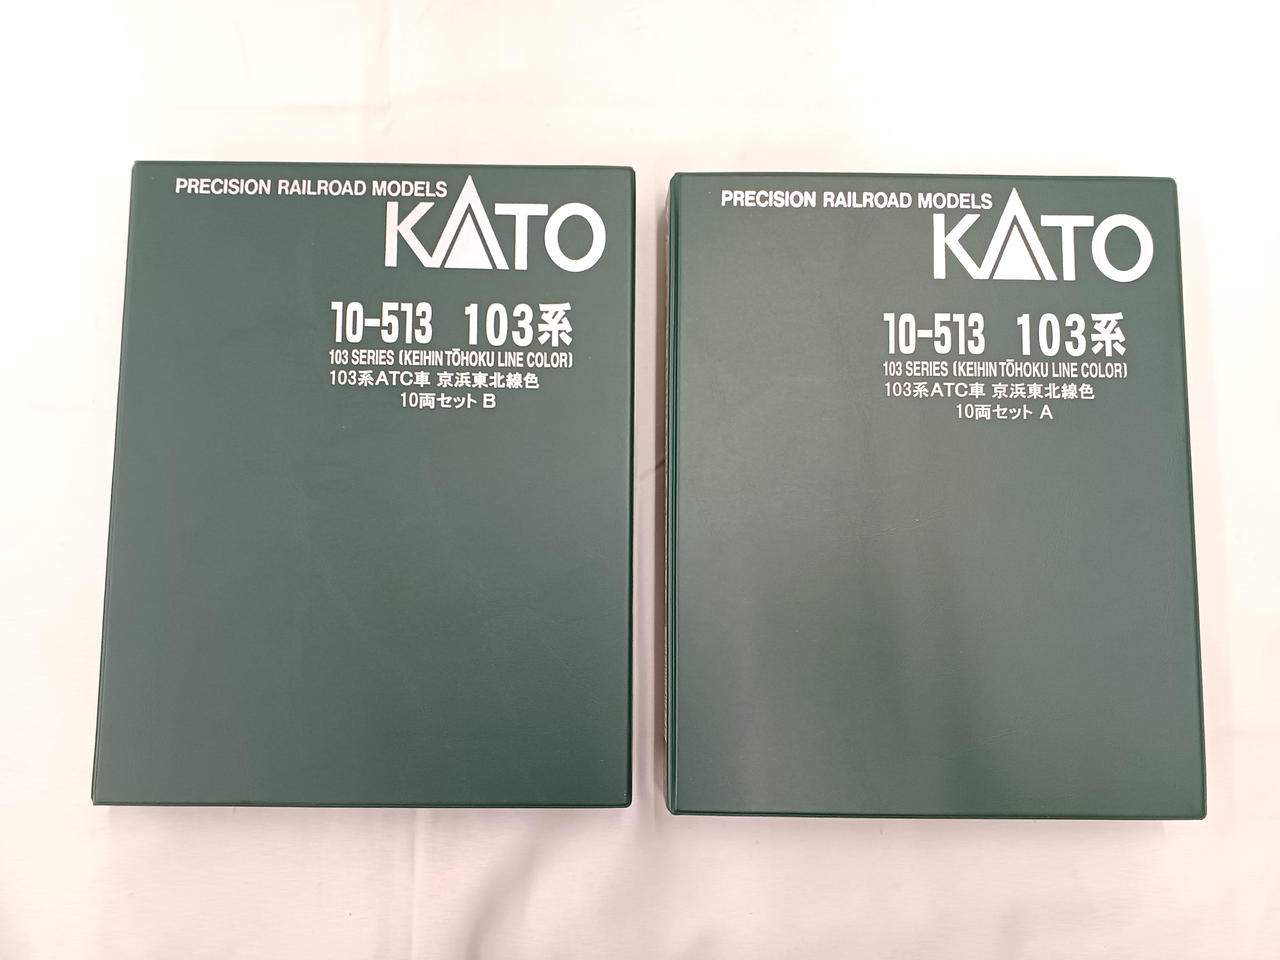 PRECISION RAILROAD MODELS
KATO
10-513 103系
103 SERIES (KEIHIN TŌHOKU LINE COLOR)
103系ATC車 京浜東北線色
10両セット B
PRECISION RAILROAD MODELS
KATO
10-513 103系
103 SERIES (KEIHIN TŌHOKU LINE COLOR)
103系ATC車 京浜東北線色
10両セット A